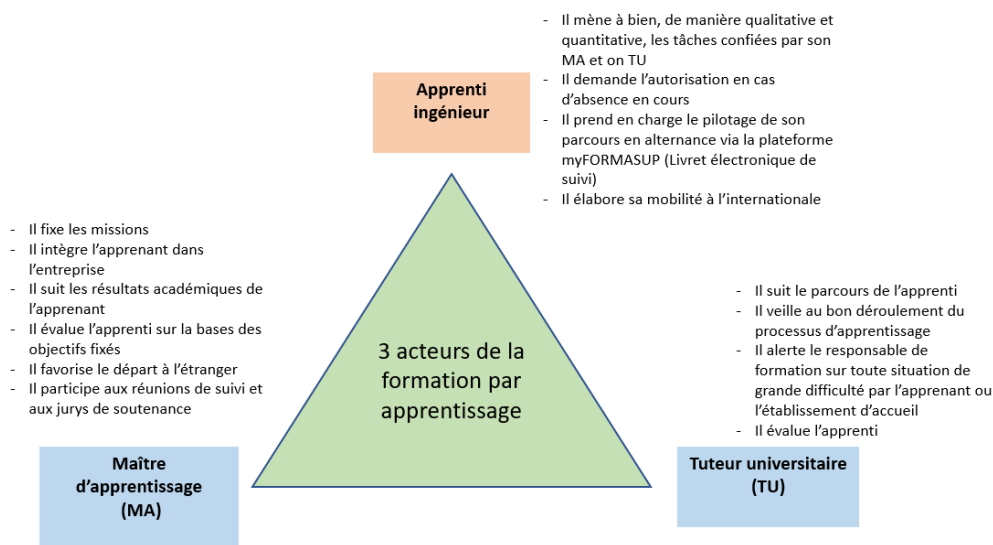 - Il mène à bien, de manière qualitative et
quantitative, les tâches confiées par son
MA et on TU
- Il demande l'autorisation en cas
d'absence en cours
- Il prend en charge le pilotage de son
parcours en alternance via la plateforme
myFORMASUP (Livret électronique de
suivi)
- Il élabore sa mobilité à l'internationale
Apprenti
ingénieur
- Il fixe les missions
- Il intègre l'apprenant dans
l'entreprise
- Il suit les résultats académiques de
l'apprenant
- Il évalue l'apprenti sur la bases des
objectifs fixés
- Il favorise le départ à l'étranger
- Il participe aux réunions de suivi et
aux jurys de soutenance
3 acteurs de la
formation par
apprentissage
- Il suit le parcours de l'apprenti
- Il veille au bon déroulement du
processus d'apprentissage
- Il alerte le responsable de
formation sur toute situation de
grande difficulté par l'apprenant ou
l'établissement d'accueil
- Il évalue l'apprenti
Maître
d'apprentissage
(MA)
Tuteur universitaire
(TU)